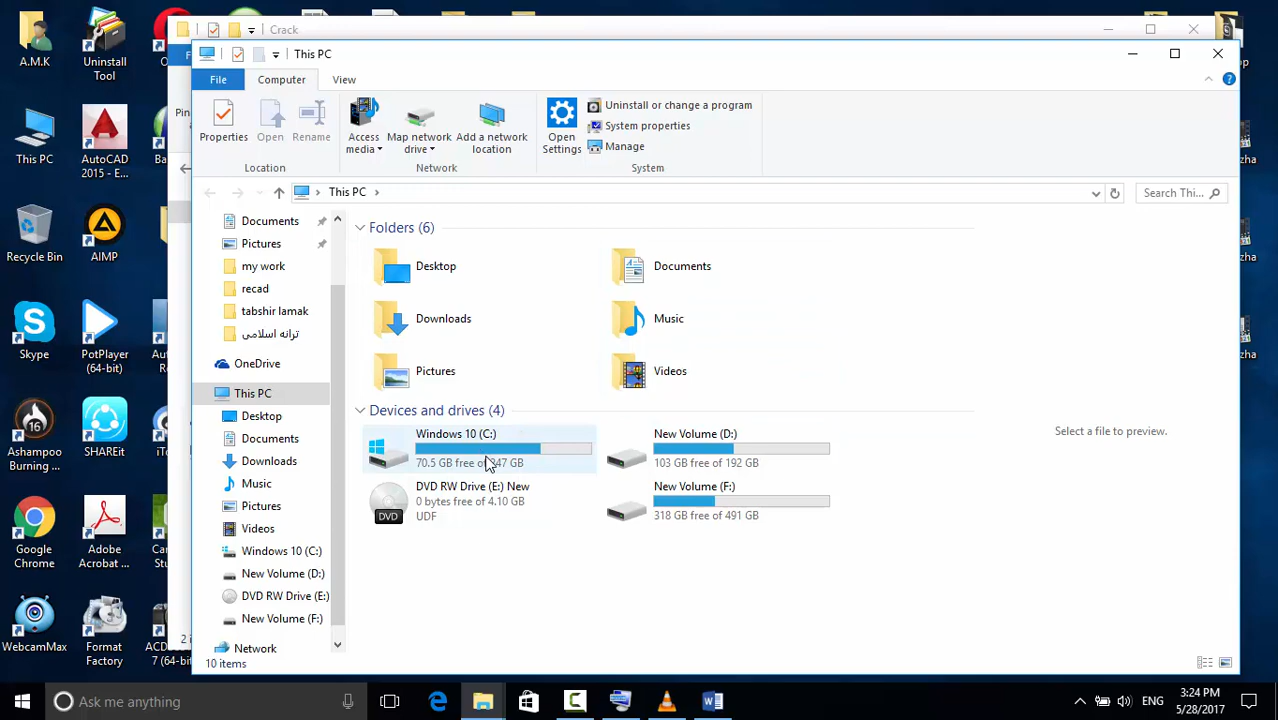 Crack
This PC
File
Computer
View
Properties
Open
Rename
Access media
Map network drive
Add a network location
Open Settings
Uninstall or change a program
System properties
Manage
Location
Network
System
This PC
Search Thi...
Documents
Pictures
my work
recad
tabshir lamak
ترانه اسلامی
OneDrive
This PC
Desktop
Documents
Downloads
Music
Pictures
Videos
Windows 10 (C:)
New Volume (D:)
DVD RW Drive (E:)
New Volume (F:)
Network
10 items
Folders (6)
Desktop
Documents
Downloads
Music
Pictures
Videos
Devices and drives (4)
Windows 10 (C:)
70.5 GB free of
New Volume (D:)
103 GB free of 192 GB
DVD RW Drive (E:) New
0 bytes free of 4.10 GB
UDF
DVD
New Volume (F:)
318 GB free of 491 GB
Select a file to preview.
A.M.K
Uninstall Tool
This PC
AutoCAD 2015 - E...
Recycle Bin
AIMP
Skype
PotPlayer (64-bit)
Ashampoo Burning ...
SHAREit
Google Chrome
Adobe Acrobat ...
WebcamMax
Format Factory
7 (64-bit)
Ask me anything
ENG
3:24 PM
5/28/2017